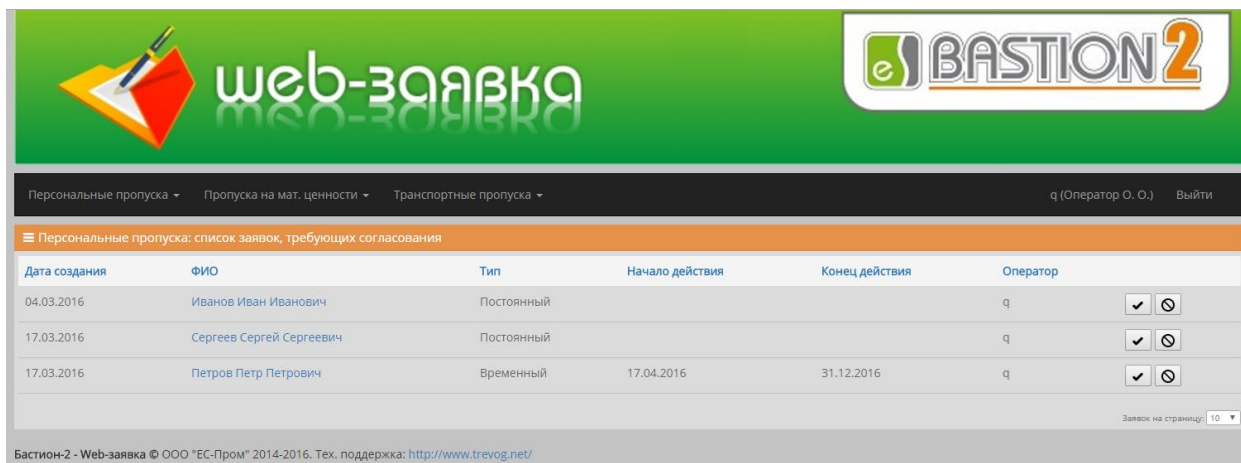 web-заявка
eS BASTION 2
Персональные пропуска Пропуска на мат. ценности Транспортные пропуска q (Оператор О. О.) Выйти
Персональные пропуска: список заявок, требующих согласования
Дата создания ФИО Тип Начало действия Конец действия Оператор
04.03.2016 Иванов Иван Иванович Постоянный q
17.03.2016 Сергеев Сергей Сергеевич Постоянный q
17.03.2016 Петров Петр Петрович Временный 17.04.2016 31.12.2016 q
Заявок на страницу: 10
Бастион-2 - Web-заявка © ООО "ЕС-Пром" 2014-2016. Тех. поддержка: http://www.trevog.net/